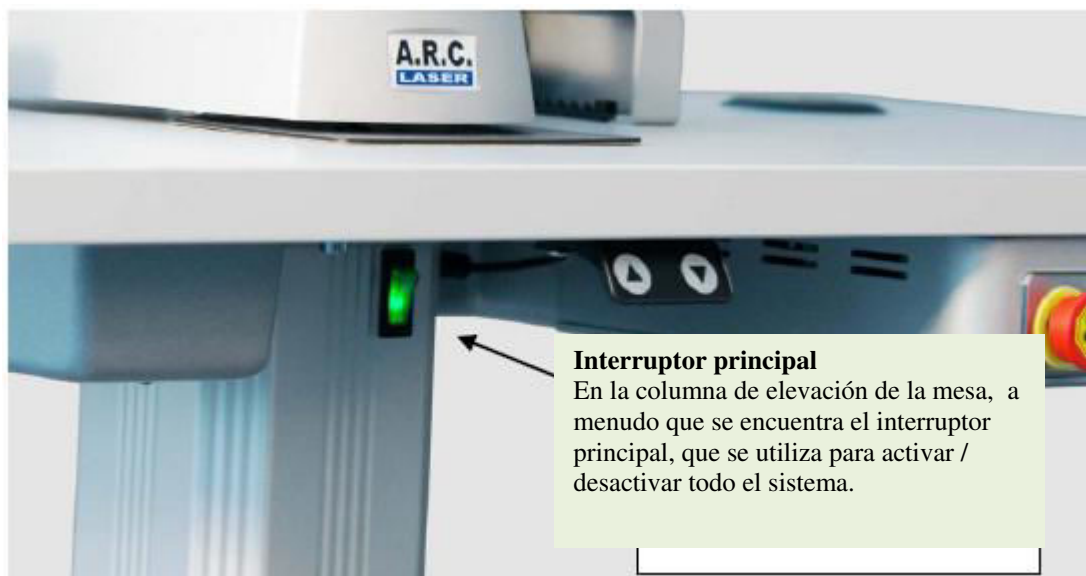 A.R.C.
LASER
Interruptor principal
En la columna de elevación de la mesa, a
menudo que se encuentra el interruptor
principal, que se utiliza para activar /
desactivar todo el sistema.